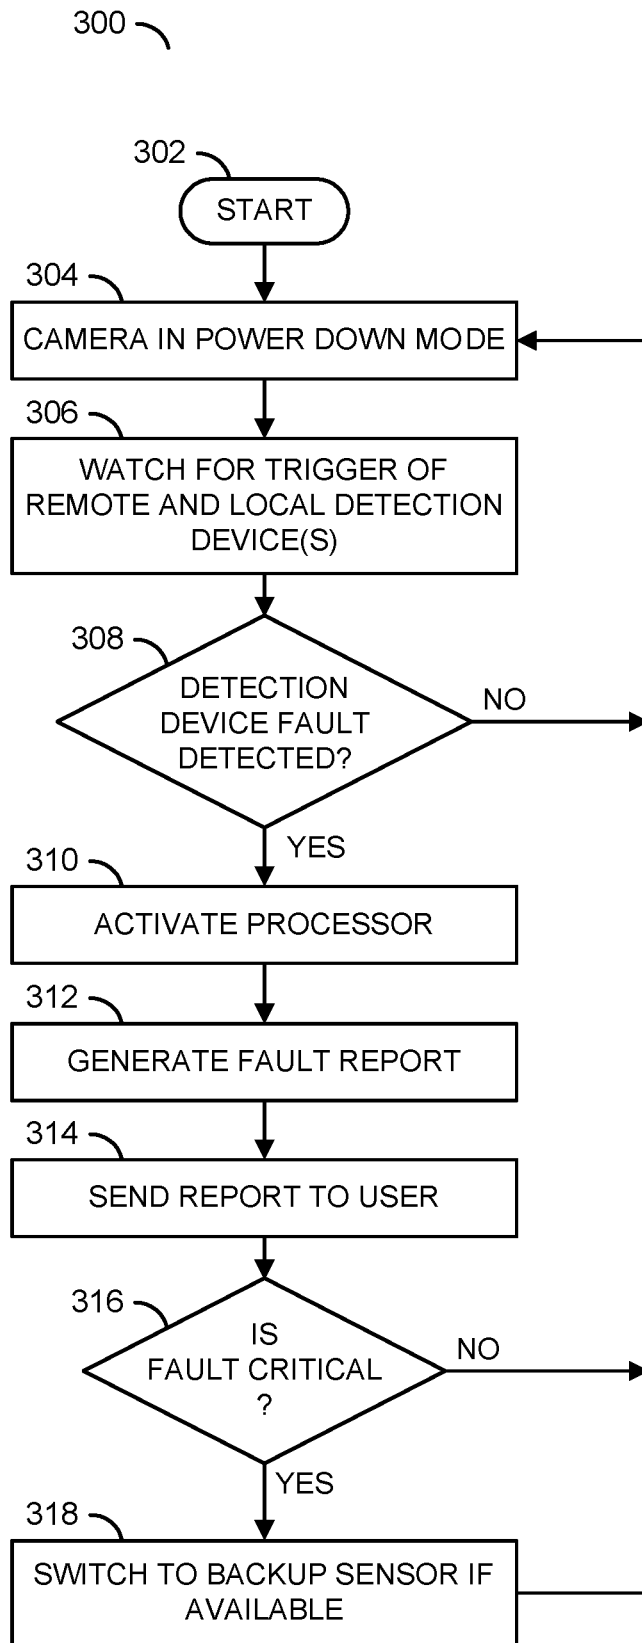 300
302
START
304
CAMERA IN POWER DOWN MODE
306
WATCH FOR TRIGGER OF
REMOTE AND LOCAL DETECTION
DEVICE(S)
308
DETECTION
DEVICE FAULT
DETECTED?
NO
YES
310
ACTIVATE PROCESSOR
312
GENERATE FAULT REPORT
314
SEND REPORT TO USER
316
IS
FAULT CRITICAL
?
NO
YES
318
SWITCH TO BACKUP SENSOR IF
AVAILABLE